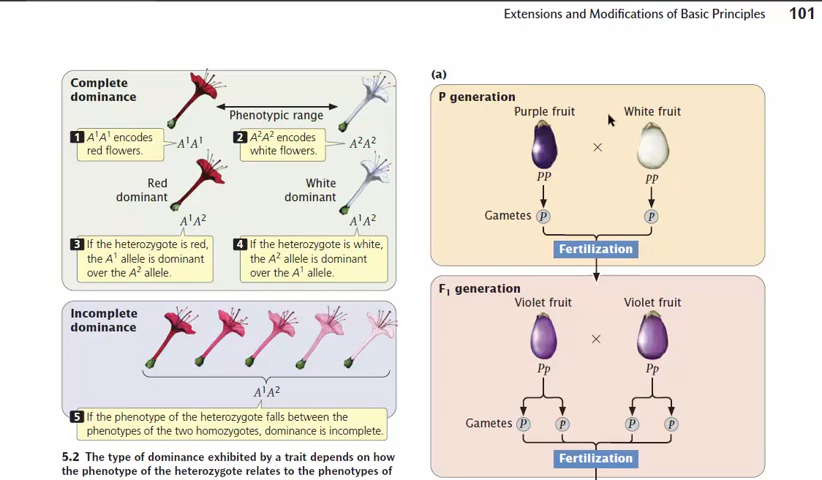 Extensions and Modifications of Basic Principles 101
Complete
dominance
Phenotypic range
1 A¹A¹ encodes
red flowers.
A¹A¹
2 A²A² encodes
white flowers.
A²A²
Red
dominant
A¹A²
White
dominant
A¹A²
3 If the heterozygote is red,
the A¹ allele is dominant
over the A² allele.
4 If the heterozygote is white,
the A² allele is dominant
over the A¹ allele.
Incomplete
dominance
A¹A²
5 If the phenotype of the heterozygote falls between the
phenotypes of the two homozygotes, dominance is incomplete.
5.2 The type of dominance exhibited by a trait depends on how
the phenotype of the heterozygote relates to the phenotypes of
(a)
P generation
Purple fruit White fruit
×
PP pp
Gametes P p
Fertilization
F₁ generation
Violet fruit Violet fruit
×
Pp Pp
Gametes P p P p
Fertilization